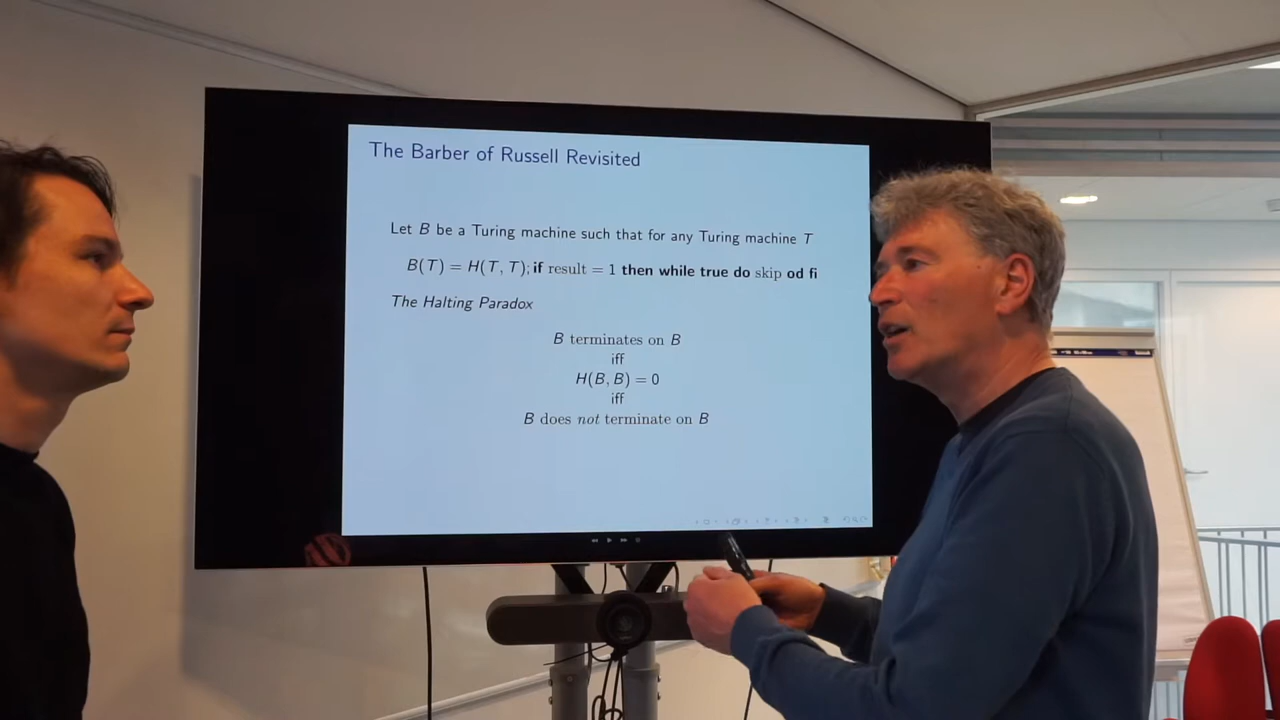 The Barber of Russell Revisited
Let B be a Turing machine such that for any Turing machine T
B(T) = H(T, T); if result = 1 then while true do skip od fi
The Halting Paradox
B terminates on B
iff
H(B, B) = 0
iff
B does not terminate on B